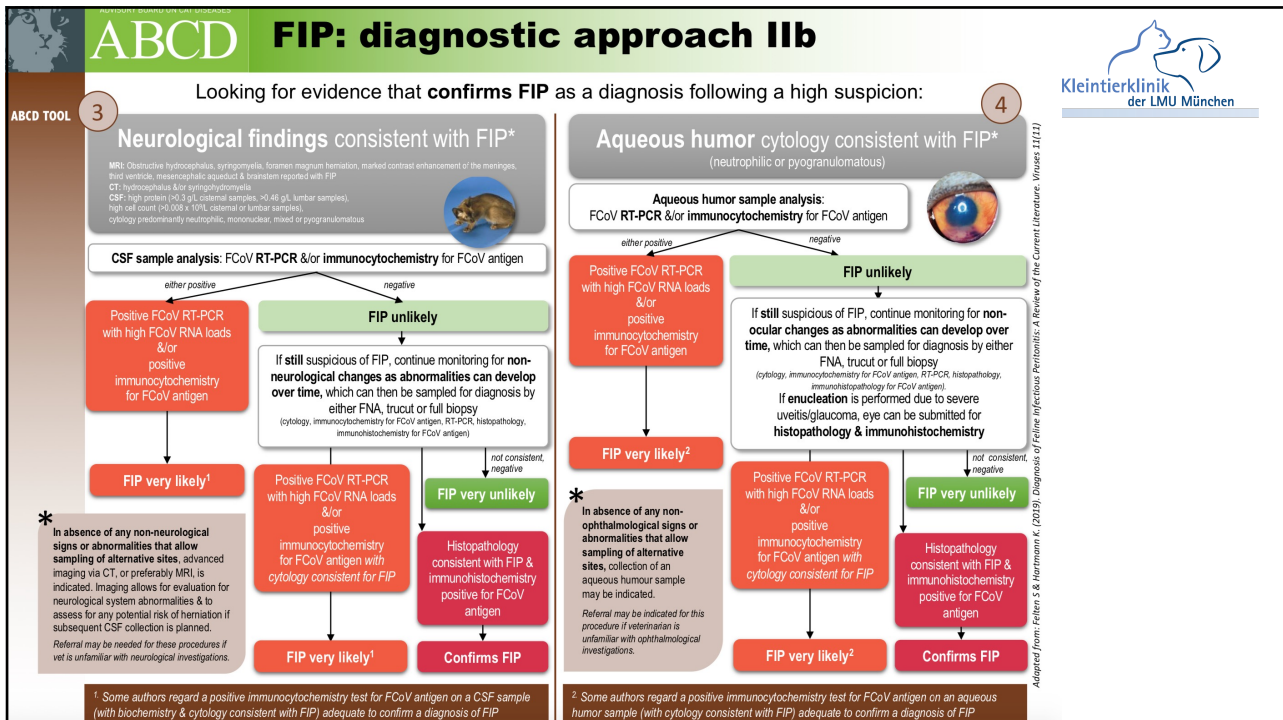 ADVISORY BOARD ON CAT DISEASES
ABCD
FIP: diagnostic approach IIb
Kleintierklinik
der LMU München
Looking for evidence that confirms FIP as a diagnosis following a high suspicion:
ABCD TOOL
3
Neurological findings consistent with FIP*
MRI: Obstructive hydrocephalus, syringomyelia, foramen magnum herniation, marked contrast enhancement of the meninges,
third ventricle, mesencephalic aqueduct & brainstem reported with FIP
CT: hydrocephalus &/or syringohydromyelia
CSF: high protein (>0.3 g/L cisternal samples, >0.46 g/L lumbar samples),
high cell count (>0.008 x 10⁹/L cisternal or lumbar samples),
cytology predominantly neutrophilic, mononuclear, mixed or pyogranulomatous
CSF sample analysis: FCoV RT-PCR &/or immunocytochemistry for FCoV antigen
either positive
negative
Positive FCoV RT-PCR
with high FCoV RNA loads
&/or
positive
immunocytochemistry
for FCoV antigen
FIP very likely¹
FIP unlikely
If still suspicious of FIP, continue monitoring for non-
neurological changes as abnormalities can develop
over time, which can then be sampled for diagnosis by
either FNA, trucut or full biopsy
(cytology, immunocytochemistry for FCoV antigen, RT-PCR, histopathology,
immunohistochemistry for FCoV antigen)
not consistent,
negative
FIP very unlikely
Positive FCoV RT-PCR
with high FCoV RNA loads
&/or
positive
immunocytochemistry
for FCoV antigen with
cytology consistent for FIP
FIP very likely¹
Histopathology
consistent with FIP &
immunohistochemistry
positive for FCoV
antigen
Confirms FIP
*
In absence of any non-neurological
signs or abnormalities that allow
sampling of alternative sites, advanced
imaging via CT, or preferably MRI, is
indicated. Imaging allows for evaluation for
neurological system abnormalities & to
assess for any potential risk of herniation if
subsequent CSF collection is planned.
Referral may be needed for these procedures if
vet is unfamiliar with neurological investigations.
¹. Some authors regard a positive immunocytochemistry test for FCoV antigen on a CSF sample
(with biochemistry & cytology consistent with FIP) adequate to confirm a diagnosis of FIP
4
Aqueous humor cytology consistent with FIP*
(neutrophilic or pyogranulomatous)
Aqueous humor sample analysis:
FCoV RT-PCR &/or immunocytochemistry for FCoV antigen
either positive
negative
Positive FCoV RT-PCR
with high FCoV RNA loads
&/or
positive
immunocytochemistry
for FCoV antigen
FIP very likely²
FIP unlikely
If still suspicious of FIP, continue monitoring for non-
ocular changes as abnormalities can develop over
time, which can then be sampled for diagnosis by either
FNA, trucut or full biopsy
(cytology, immunocytochemistry for FCoV antigen, RT-PCR, histopathology,
immunohistopathology for FCoV antigen).
If enucleation is performed due to severe
uveitis/glaucoma, eye can be submitted for
histopathology & immunohistochemistry
not consistent,
negative
FIP very unlikely
Positive FCoV RT-PCR
with high FCoV RNA loads
&/or
positive
immunocytochemistry
for FCoV antigen with
cytology consistent for FIP
FIP very likely²
Histopathology
consistent with FIP &
immunohistochemistry
positive for FCoV
antigen
Confirms FIP
*
In absence of any non-
ophthalmological signs or
abnormalities that allow
sampling of alternative
sites, collection of an
aqueous humour sample
may be indicated.
Referral may be indicated for this
procedure if veterinarian is
unfamiliar with ophthalmological
investigations.
². Some authors regard a positive immunocytochemistry test for FCoV antigen on an aqueous
humor sample (with cytology consistent with FIP) adequate to confirm a diagnosis of FIP
Adapted from: Felten S & Hartmann K. (2019). Diagnosis of Feline Infectious Peritonitis: A Review of the Current Literature. Viruses 11(11)